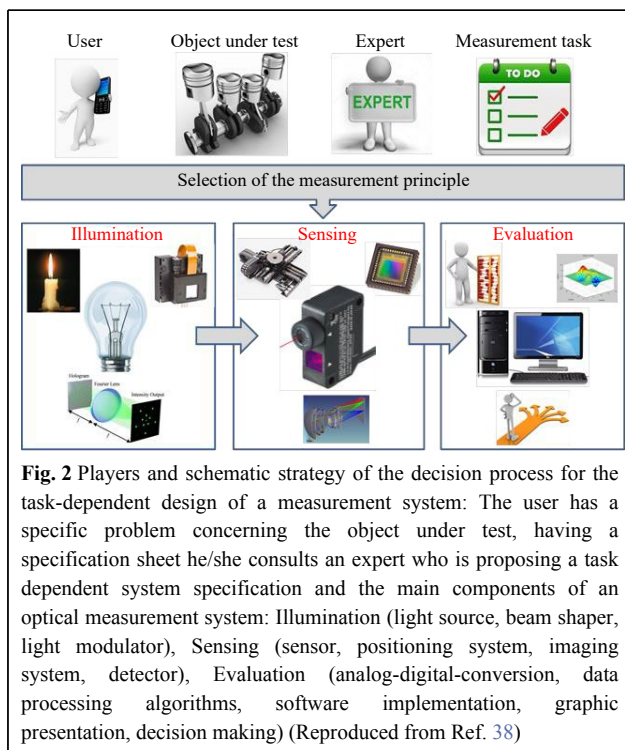 User
Object under test
Expert
Measurement task
EXPERT
TO DO
Selection of the measurement principle
Illumination
Sensing
Evaluation
Hologram
Fourier Lens
Intensity Output
f
f
Fig. 2 Players and schematic strategy of the decision process for the
task-dependent design of a measurement system: The user has a
specific problem concerning the object under test, having a
specification sheet he/she consults an expert who is proposing a task
dependent system specification and the main components of an
optical measurement system: Illumination (light source, beam shaper,
light modulator), Sensing (sensor, positioning system, imaging
system, detector), Evaluation (analog-digital-conversion, data
processing algorithms, software implementation, graphic
presentation, decision making) (Reproduced from Ref. 38)